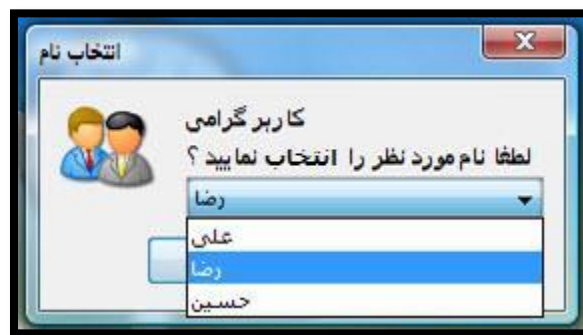 انتخاب نام
کاربر گرامی
لطفا نام مورد نظر را انتخاب نمایید ؟
رضا
علی
رضا
حسین